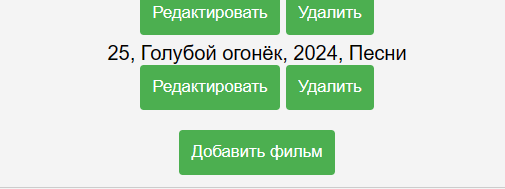 Редактировать Удалить
25, Голубой огонёк, 2024, Песни
Редактировать Удалить
Добавить фильм